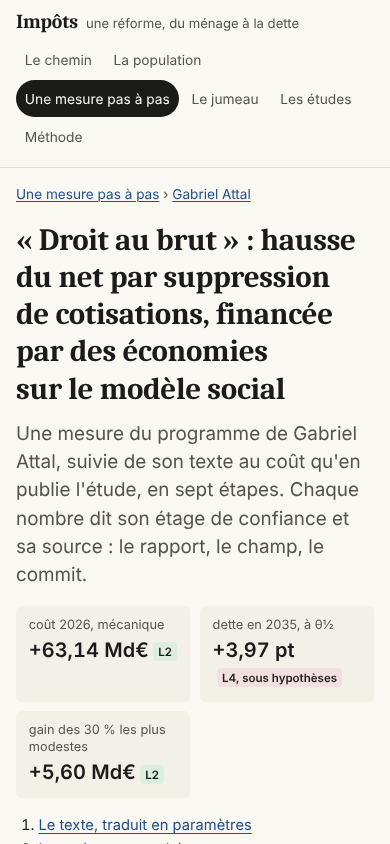 Impôts une réforme, du ménage à la dette
Le chemin La population
Une mesure pas à pas Le jumeau Les études
Méthode
Une mesure pas à pas › Gabriel Attal
« Droit au brut » : hausse
du net par suppression
de cotisations, financée
par des économies
sur le modèle social
Une mesure du programme de Gabriel
Attal, suivie de son texte au coût qu'en
publie l'étude, en sept étapes. Chaque
nombre dit son étage de confiance et
sa source : le rapport, le champ, le
commit.
coût 2026, mécanique
+63,14 Md€ L2
dette en 2035, à θ½
+3,97 pt
L4, sous hypothèses
gain des 30 % les plus
modestes
+5,60 Md€ L2
1. Le texte, traduit en paramètres